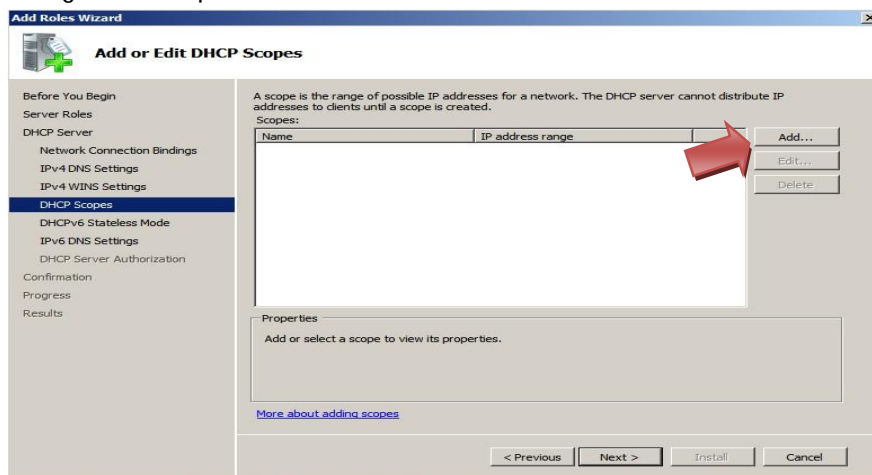 Add Roles Wizard
Add or Edit DHCP Scopes
Before You Begin
Server Roles
DHCP Server
Network Connection Bindings
IPv4 DNS Settings
IPv4 WINS Settings
DHCP Scopes
DHCPv6 Stateless Mode
IPv6 DNS Settings
DHCP Server Authorization
Confirmation
Progress
Results
A scope is the range of possible IP addresses for a network. The DHCP server cannot distribute IP
addresses to clients until a scope is created.
Scopes:
Name IP address range
Add...
Edit...
Delete
Properties
Add or select a scope to view its properties.
More about adding scopes
< Previous Next > Install Cancel